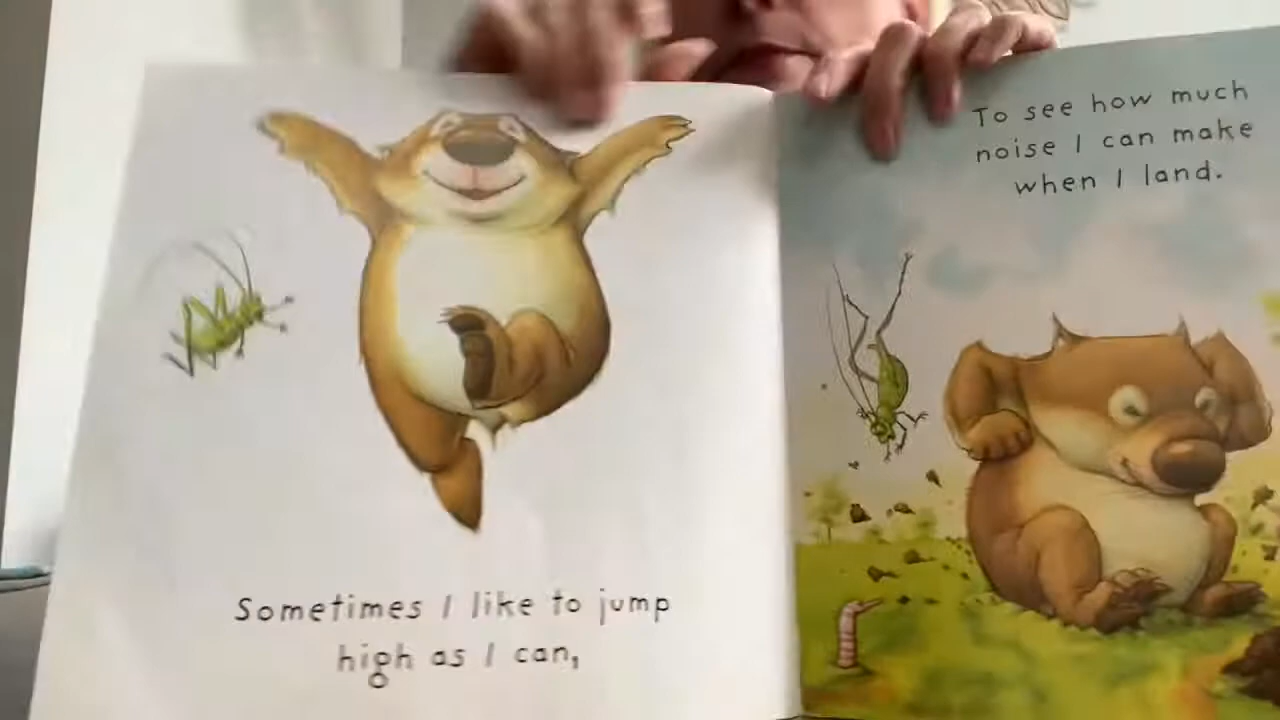 Sometimes I like to jump
high as I can,
To see how much
noise I can make
when I land.